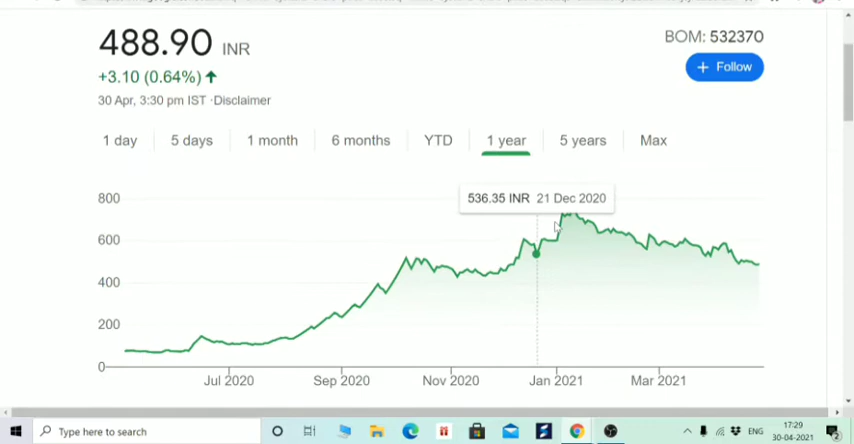 488.90 INR
BOM: 532370
+3.10 (0.64%) ↑
+ Follow
30 Apr, 3:30 pm IST · Disclaimer
1 day 5 days 1 month 6 months YTD 1 year 5 years Max
536.35 INR 21 Dec 2020
800
600
400
200
0
Jul 2020 Sep 2020 Nov 2020 Jan 2021 Mar 2021
Type here to search
ENG
17:29
30-04-2021
2